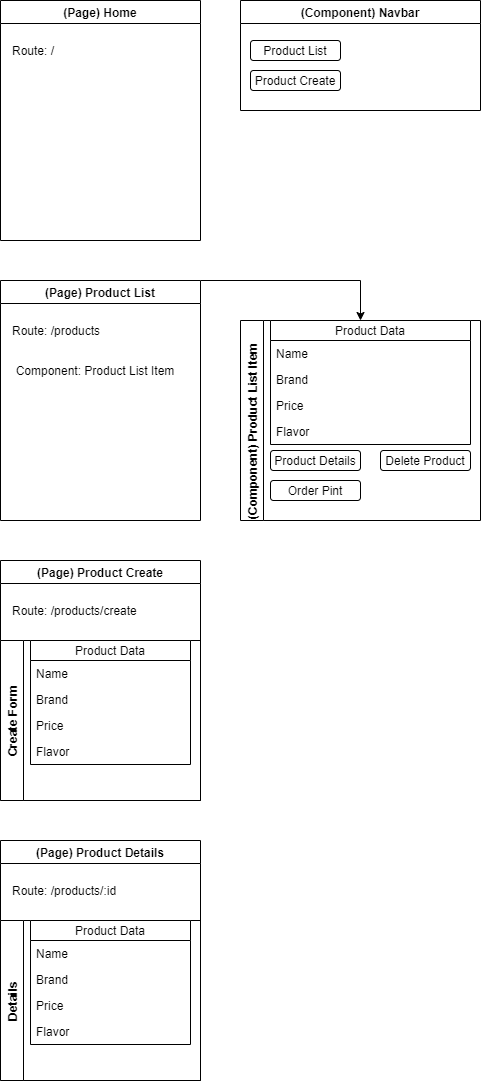 (Page) Home
Route: /
(Component) Navbar
Product List
Product Create
(Page) Product List
Route: /products
Component: Product List Item
(Component) Product List Item
Product Data
Name
Brand
Price
Flavor
Product Details
Delete Product
Order Pint
(Page) Product Create
Route: /products/create
Create Form
Product Data
Name
Brand
Price
Flavor
(Page) Product Details
Route: /products/:id
Details
Product Data
Name
Brand
Price
Flavor